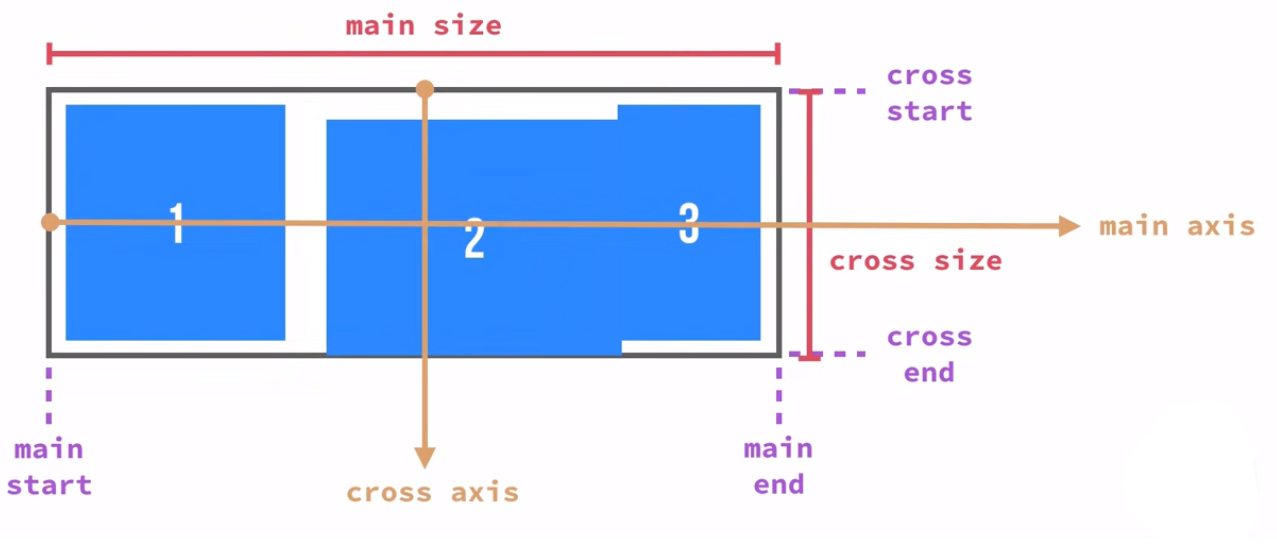 main size
cross
start
1
2
3
main axis
cross size
cross
end
main
start
main
end
cross axis